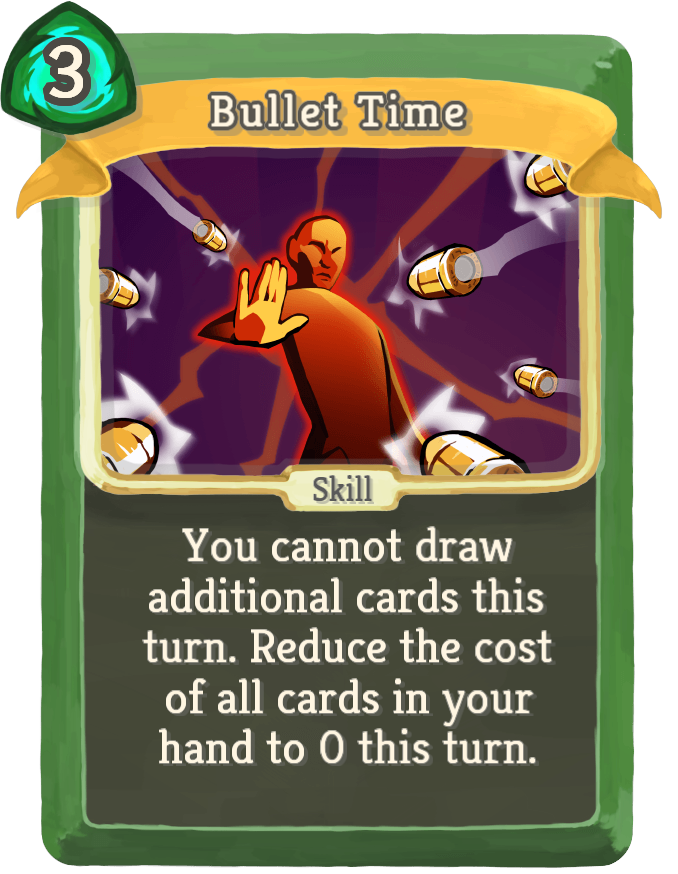 3
Bullet Time
Skill
You cannot draw
additional cards this
turn. Reduce the cost
of all cards in your
hand to 0 this turn.